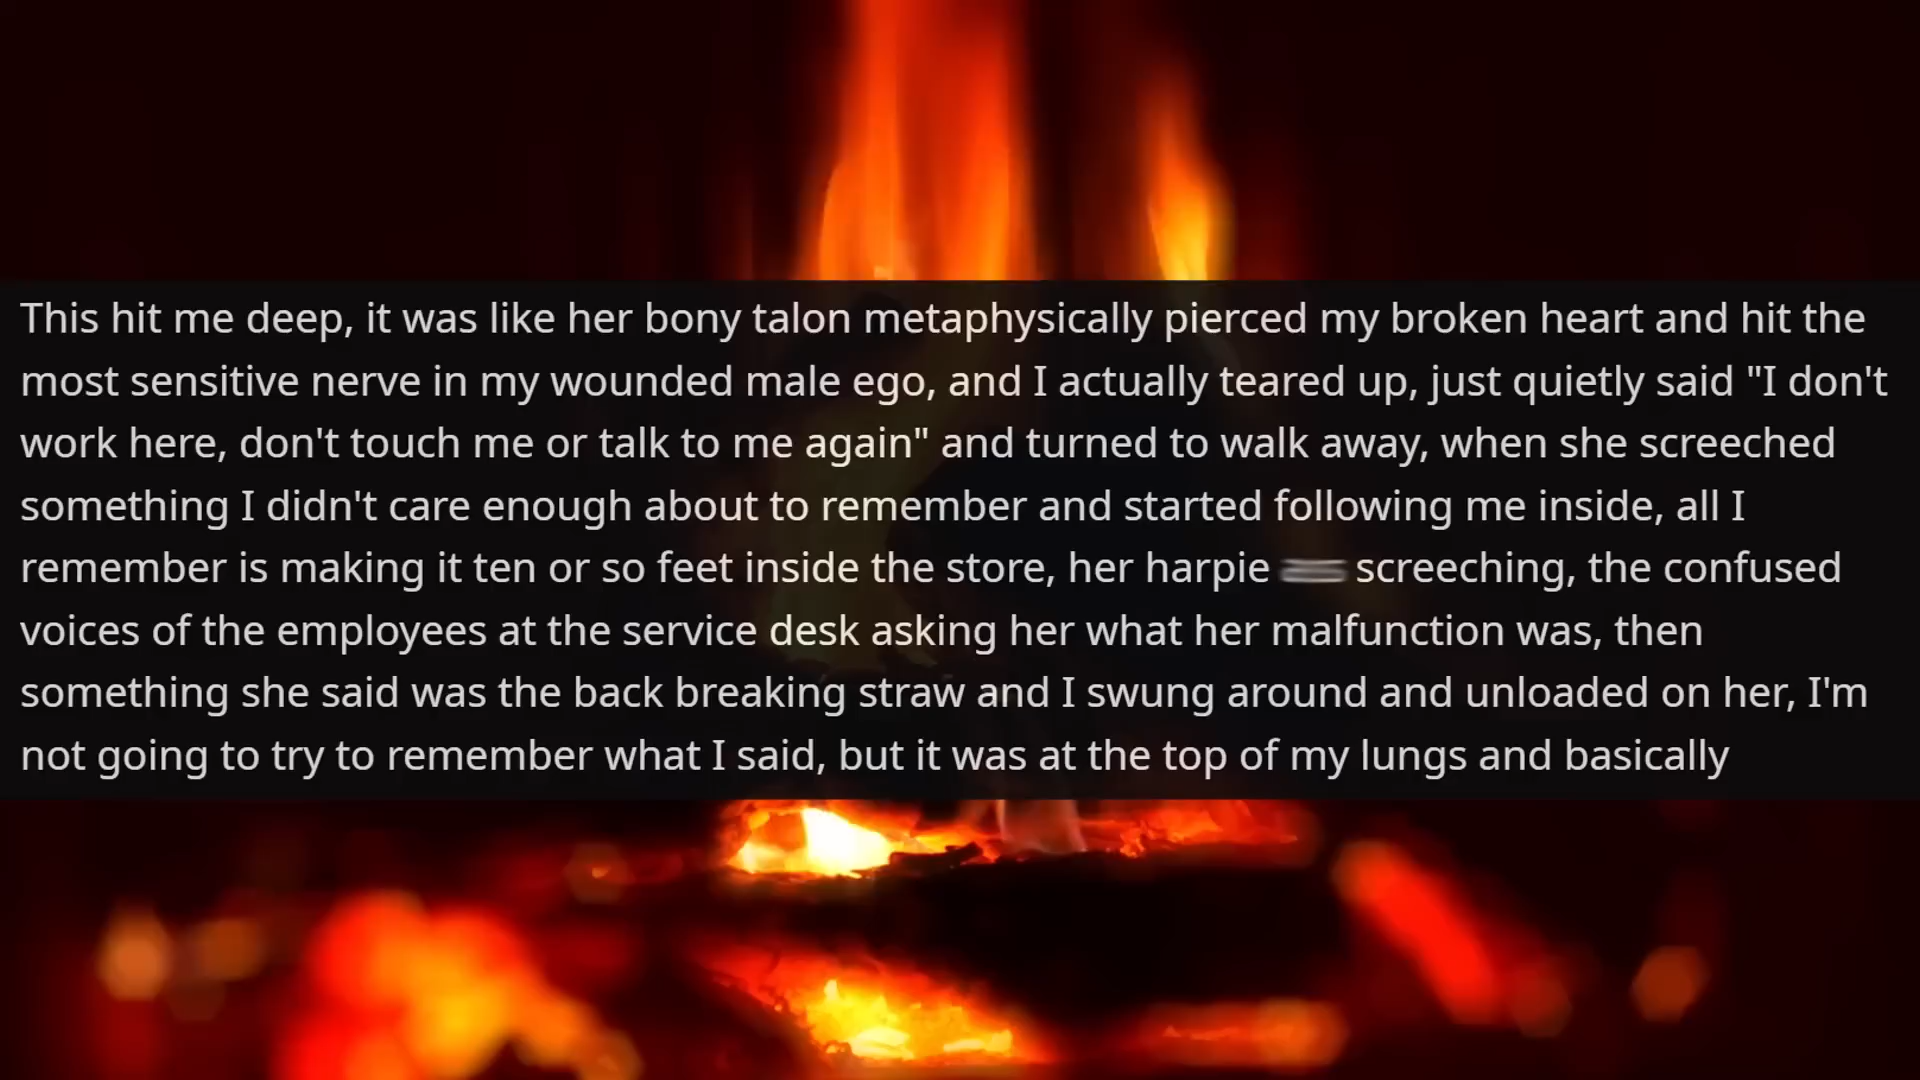 This hit me deep, it was like her bony talon metaphysically pierced my broken heart and hit the
most sensitive nerve in my wounded male ego, and I actually teared up, just quietly said "I don't
work here, don't touch me or talk to me again" and turned to walk away, when she screeched
something I didn't care enough about to remember and started following me inside, all I
remember is making it ten or so feet inside the store, her harpie screeching, the confused
voices of the employees at the service desk asking her what her malfunction was, then
something she said was the back breaking straw and I swung around and unloaded on her, I'm
not going to try to remember what I said, but it was at the top of my lungs and basically